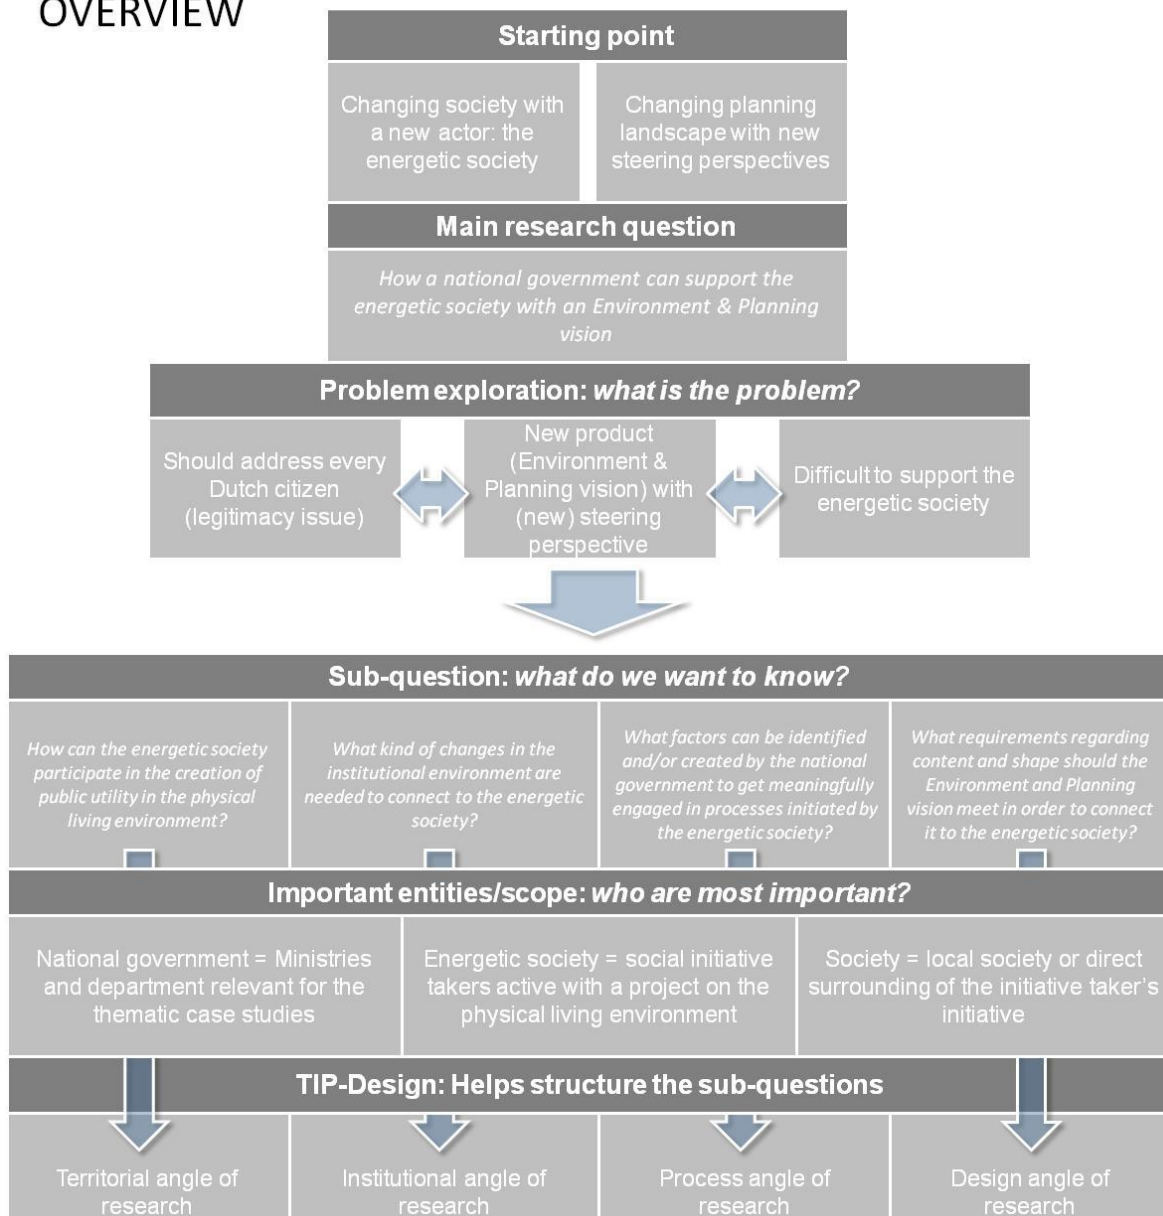 OVERVIEW
Starting point
Changing society with
a new actor: the
energetic society
Changing planning
landscape with new
steering perspectives
Main research question
How a national government can support the
energetic society with an Environment & Planning
vision
Problem exploration: what is the problem?
Should address every
Dutch citizen
(legitimacy issue)
New product
(Environment &
Planning vision) with
(new) steering
perspective
Difficult to support the
energetic society
Sub-question: what do we want to know?
How can the energetic society
participate in the creation of
public utility in the physical
living environment?
What kind of changes in the
institutional environment are
needed to connect to the energetic
society?
What factors can be identified
and/or created by the national
government to get meaningfully
engaged in processes initiated by
the energetic society?
What requirements regarding
content and shape should the
Environment and Planning
vision meet in order to connect
it to the energetic society?
Important entities/scope: who are most important?
National government = Ministries
and department relevant for the
thematic case studies
Energetic society = social initiative
takers active with a project on the
physical living environment
Society = local society or direct
surrounding of the initiative taker's
initiative
TIP-Design: Helps structure the sub-questions
Territorial angle of
research
Institutional angle of
research
Process angle of
research
Design angle of
research